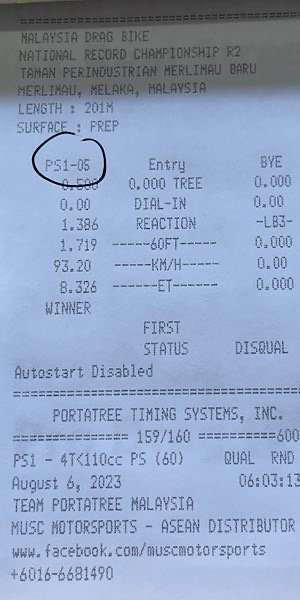 MALAYSIA DRAG BIKE
NATIONAL RECORD CHAMPIONSHIP R2
TAMAN PERINDUSTRIAN MERLIMAU BARU
MERLIMAU, MELAKA, MALAYSIA
LENGTH : 201M
SURFACE : PREP
PS1-05 Entry BYE
0.500 0.000 TREE 0.000
0.00 DIAL-IN 0.00
1.386 REACTION -LB3-
1.719 -----60FT----- 0.000
93.20 -----KM/H----- 0.00
8.326 ------ET------ 0.000
WINNER
FIRST
STATUS DISQUAL
Autostart Disabled
PORTATREE TIMING SYSTEMS, INC.
============== 159/160 ==========600
PS1 - 4T<110cc PS (60) QUAL RND
August 6, 2023 06:03:13
TEAM PORTATREE MALAYSIA
MUSC MOTORSPORTS - ASEAN DISTRIBUTOR
www.facebook.com/muscmotorsports
+6016-6681490